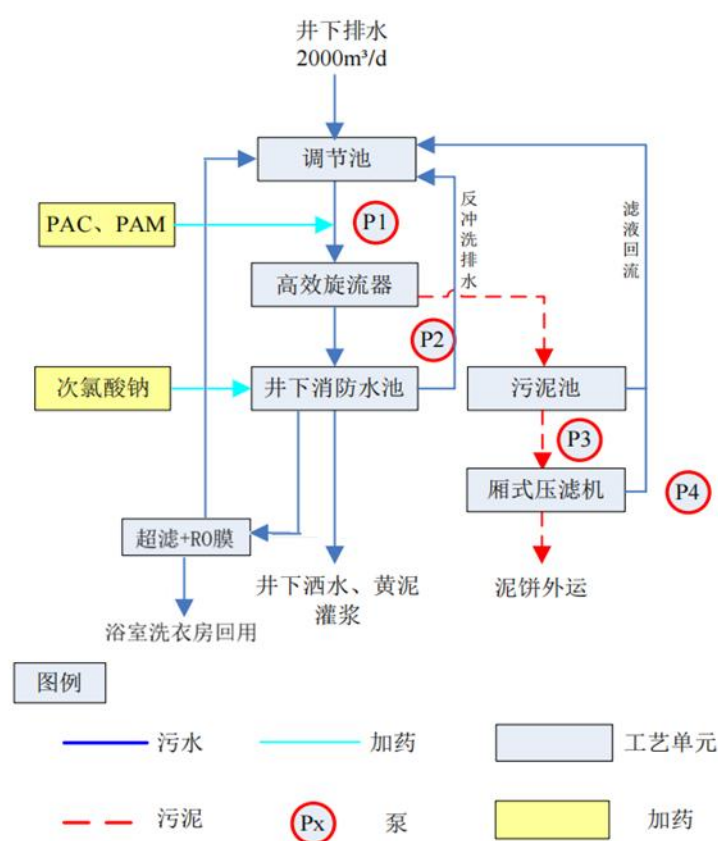 井下排水
2000m³/d
调节池
PAC、PAM
P1
反冲洗排水
滤液回流
高效旋流器
P2
次氯酸钠
井下消防水池
污泥池
P3
厢式压滤机
P4
超滤+RO膜
井下洒水、黄泥
灌浆
泥饼外运
浴室洗衣房回用
图例
污水
加药
工艺单元
污泥
Px
泵
加药